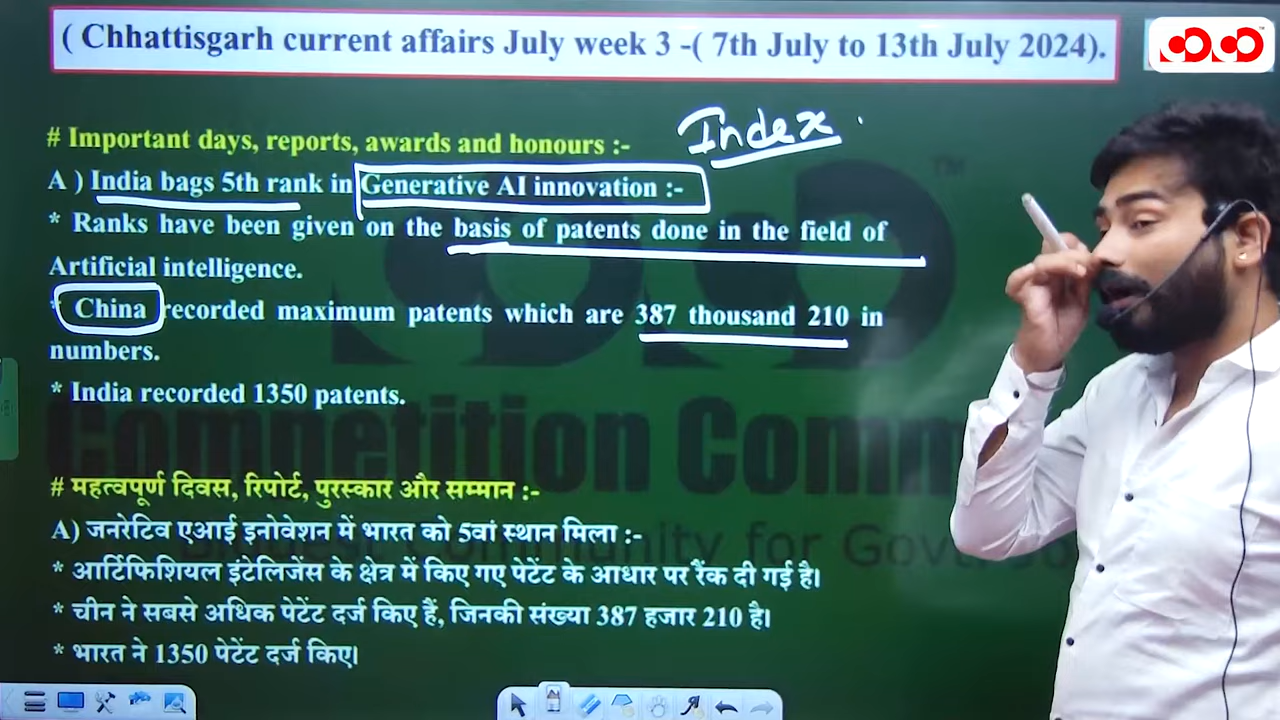 ( Chhattisgarh current affairs July week 3 -( 7th July to 13th July 2024).
Index
# Important days, reports, awards and honours :-
A ) India bags 5th rank in Generative AI innovation :-
* Ranks have been given on the basis of patents done in the field of
Artificial intelligence.
* China recorded maximum patents which are 387 thousand 210 in
numbers.
* India recorded 1350 patents.
Competition Comm
# महत्वपूर्ण दिवस, रिपोर्ट, पुरस्कार और सम्मान :-
A) जनरेटिव एआई इनोवेशन में भारत को 5वां स्थान मिला :-
* आर्टिफिशियल इंटेलिजेंस के क्षेत्र में किए गए पेटेंट के आधार पर रैंक दी गई है।
* चीन ने सबसे अधिक पेटेंट दर्ज किए हैं, जिनकी संख्या 387 हजार 210 है।
* भारत ने 1350 पेटेंट दर्ज किए।